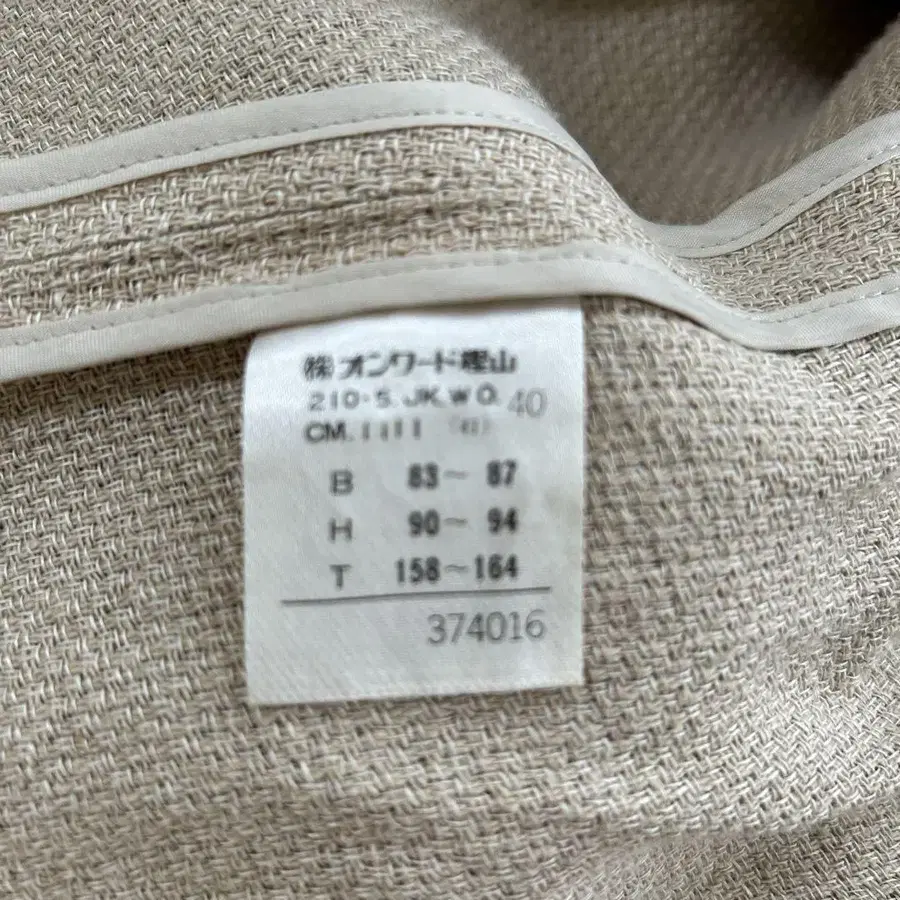 ㈱オンワード樫山
210-5. JK. W O. 40
CM. 1111 (11)
B 83～87
H 90～94
T 158～164
374016